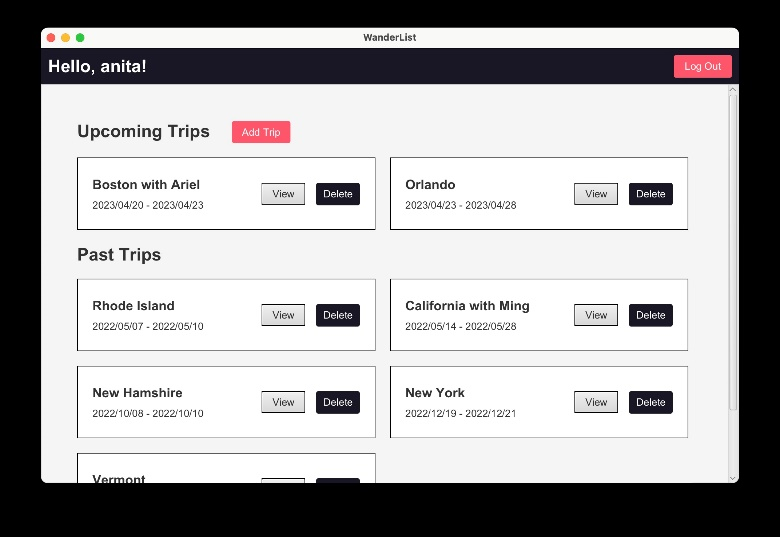 WanderList
Hello, anita!
Log Out
Upcoming Trips
Add Trip
Boston with Ariel
2023/04/20 - 2023/04/23
View
Delete
Orlando
2023/04/23 - 2023/04/28
View
Delete
Past Trips
Rhode Island
2022/05/07 - 2022/05/10
View
Delete
California with Ming
2022/05/14 - 2022/05/28
View
Delete
New Hamshire
2022/10/08 - 2022/10/10
View
Delete
New York
2022/12/19 - 2022/12/21
View
Delete
Vermont